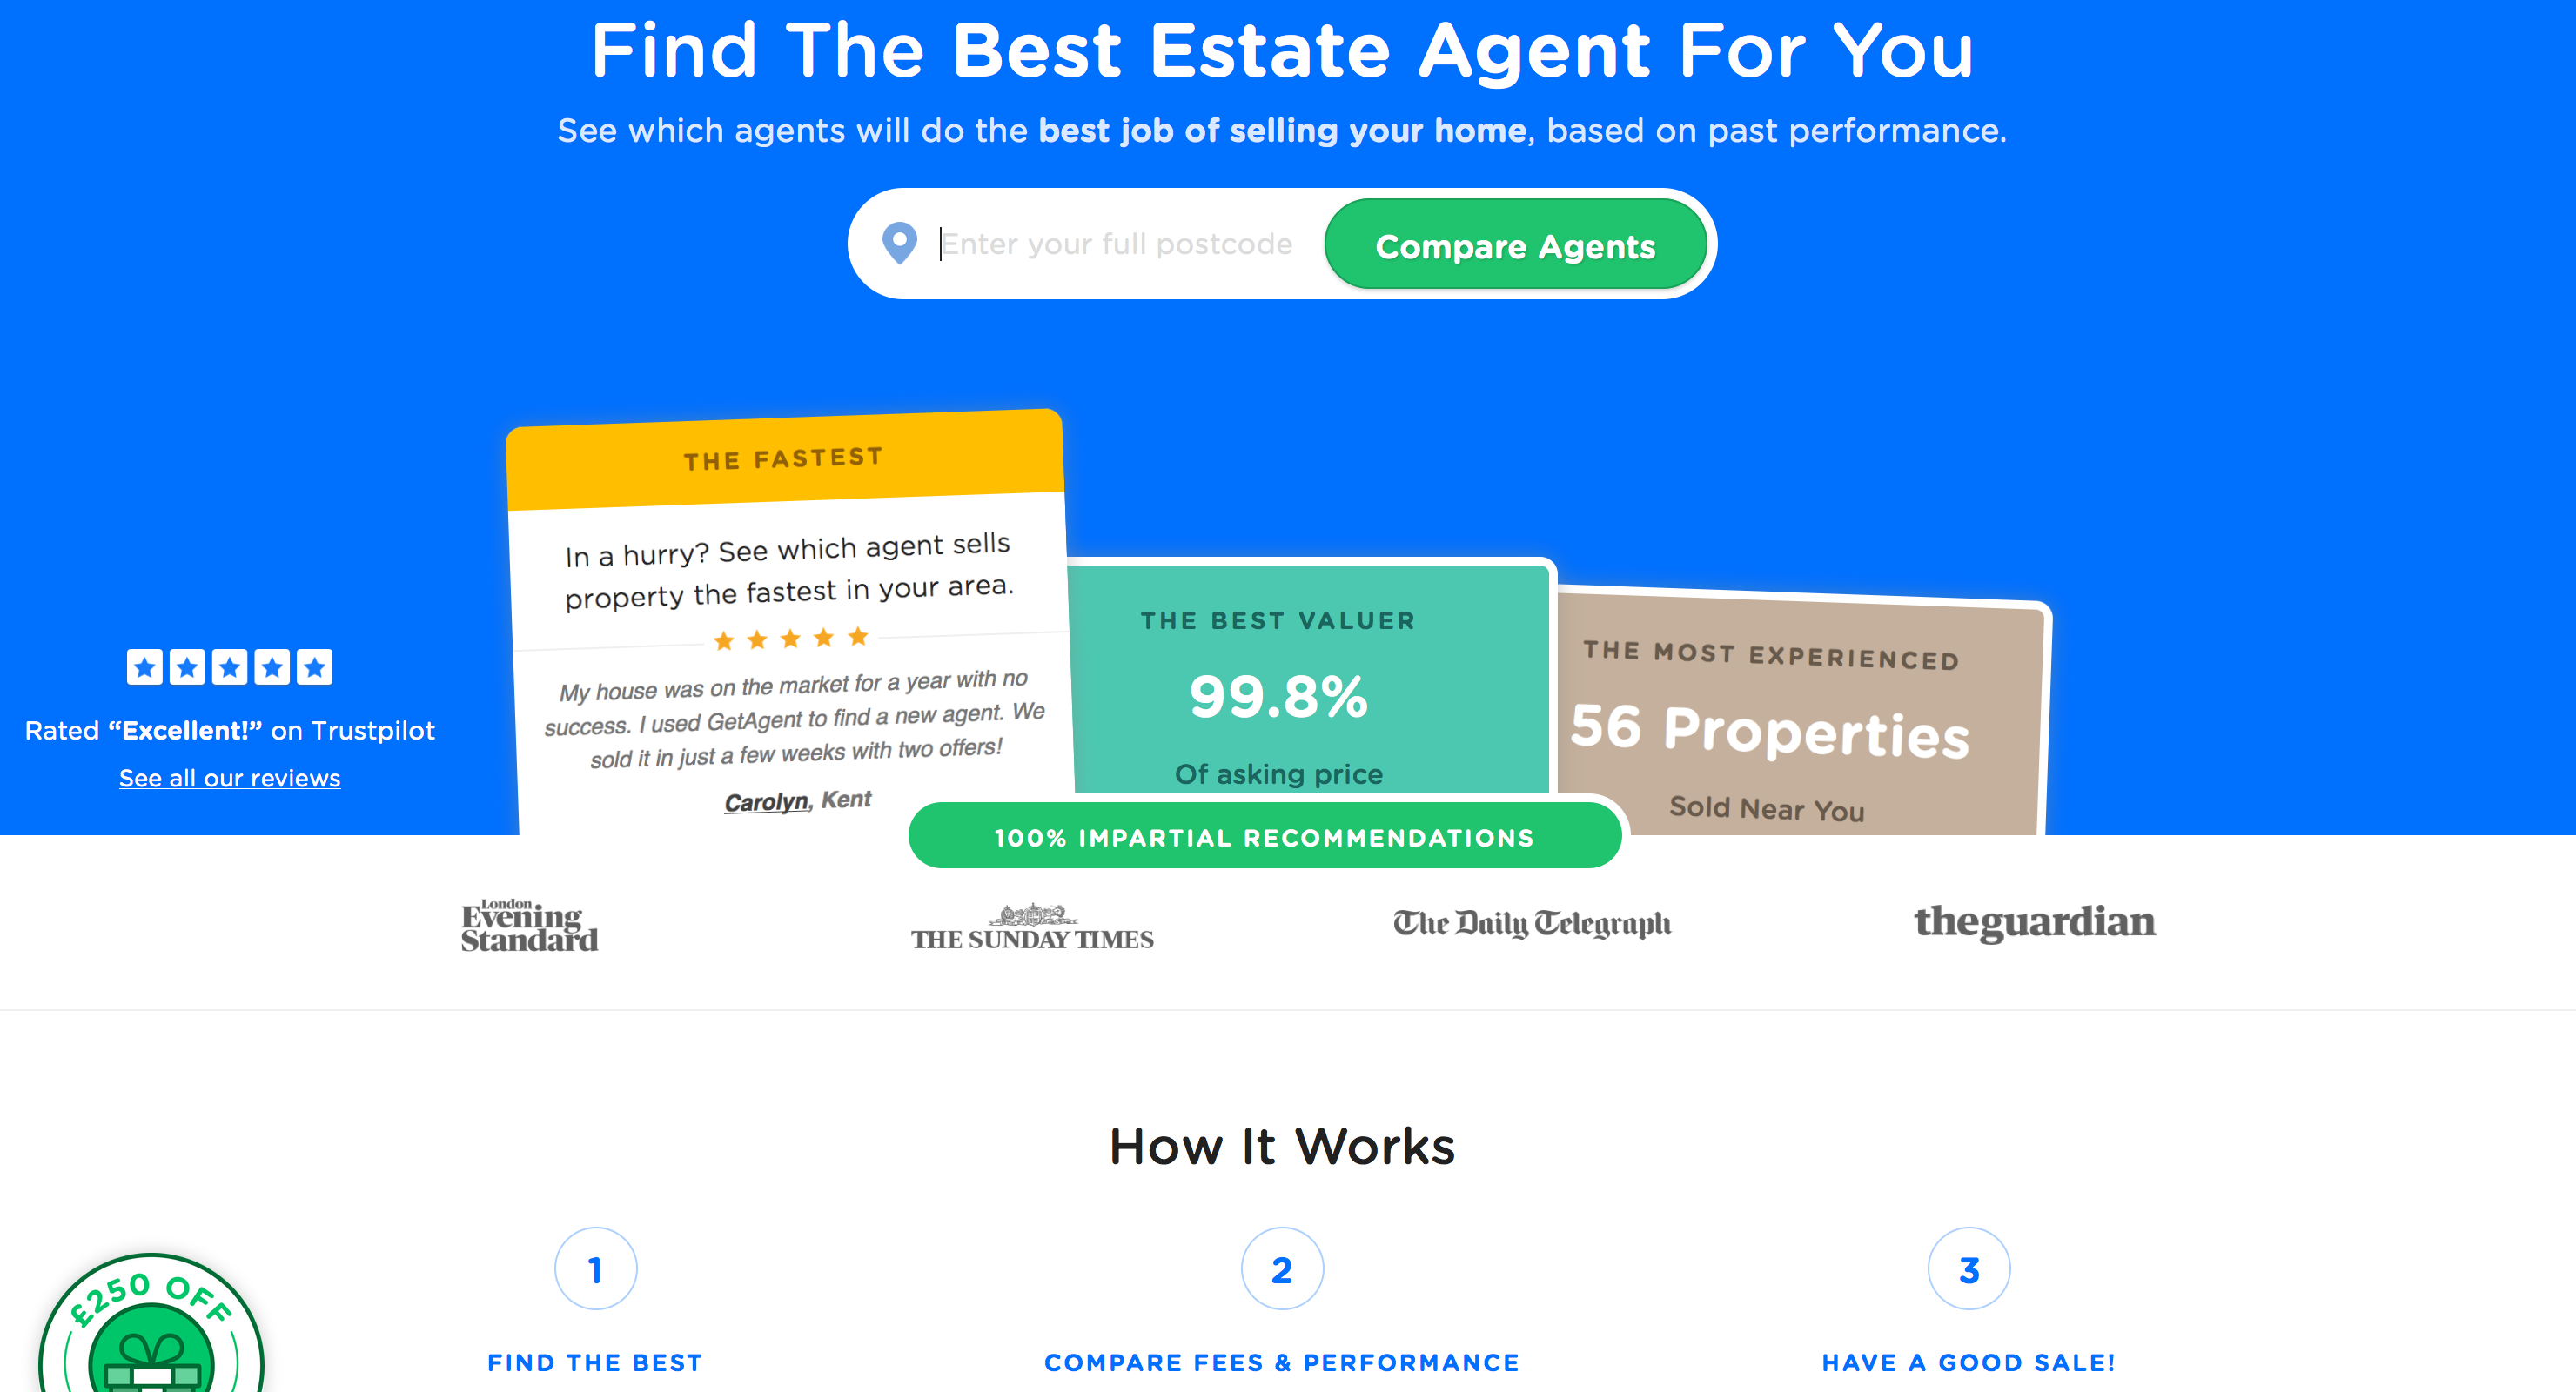 Find The Best Estate Agent For You
See which agents will do the best job of selling your home, based on past performance.
Enter your full postcode
Compare Agents
THE FASTEST
In a hurry? See which agent sells
property the fastest in your area.
My house was on the market for a year with no
success. I used GetAgent to find a new agent. We
sold it in just a few weeks with two offers!
Carolyn, Kent
THE BEST VALUER
99.8%
Of asking price
THE MOST EXPERIENCED
56 Properties
Sold Near You
Rated “Excellent!” on Trustpilot
See all our reviews
100% IMPARTIAL RECOMMENDATIONS
London
Evening
Standard
THE SUNDAY TIMES
The Daily Telegraph
theguardian
How It Works
1
2
3
FIND THE BEST
COMPARE FEES & PERFORMANCE
HAVE A GOOD SALE!
£250 OFF